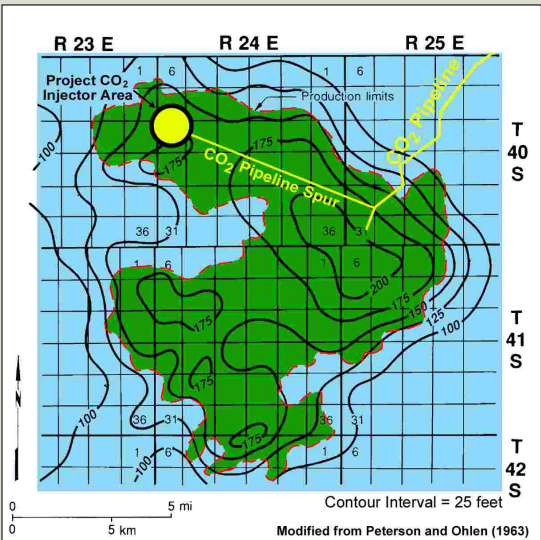 R 23 E R 24 E R 25 E
Project CO2
Injector Area
1 6
1 6
Production limits
CO2 Pipeline
T
40
S
-100
175
-175
CO2 Pipeline Spur
36 31
36 31
1 6
1 6
200
175
150
125
100
175
T
41
S
175
-100
36 31
36 31
175
1 6
1 6
-100
T
42
S
N
0 5 mi
0 5 km
Contour Interval = 25 feet
Modified from Peterson and Ohlen (1963)